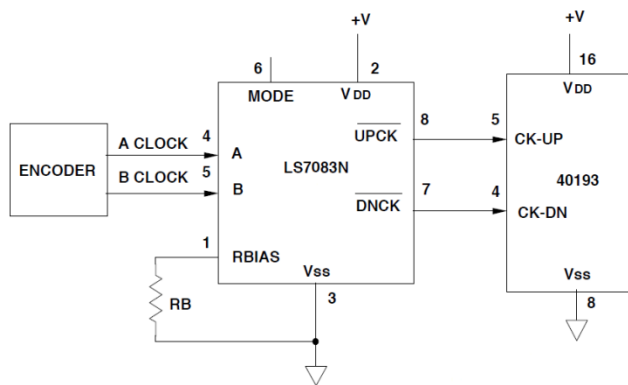 +V
+V
6
2
16
MODE
VDD
VDD
A CLOCK
4
UPCK
8
5
CK-UP
ENCODER
A
LS7083N
B CLOCK
5
B
40193
DNCK
7
4
CK-DN
1
RBIAS
Vss
Vss
RB
3
8